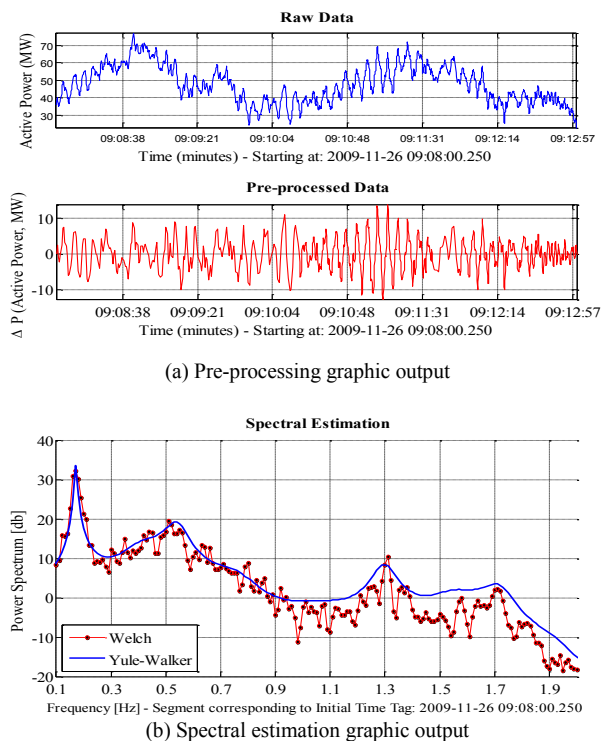 Raw Data
Active Power (MW)
70
60
50
40
30
09:08:38 09:09:21 09:10:04 09:10:48 09:11:31 09:12:14 09:12:57
Time (minutes) - Starting at: 2009-11-26 09:08:00.250
Pre-processed Data
Δ P (Active Power, MW)
10
0
-10
09:08:38 09:09:21 09:10:04 09:10:48 09:11:31 09:12:14 09:12:57
Time (minutes) - Starting at: 2009-11-26 09:08:00.250
(a) Pre-processing graphic output
Spectral Estimation
Power Spectrum [db]
40
30
20
10
0
-10
-20
Welch
Yule-Walker
0.1 0.3 0.5 0.7 0.9 1.1 1.3 1.5 1.7 1.9
Frequency [Hz] - Segment corresponding to Initial Time Tag: 2009-11-26 09:08:00.250
(b) Spectral estimation graphic output